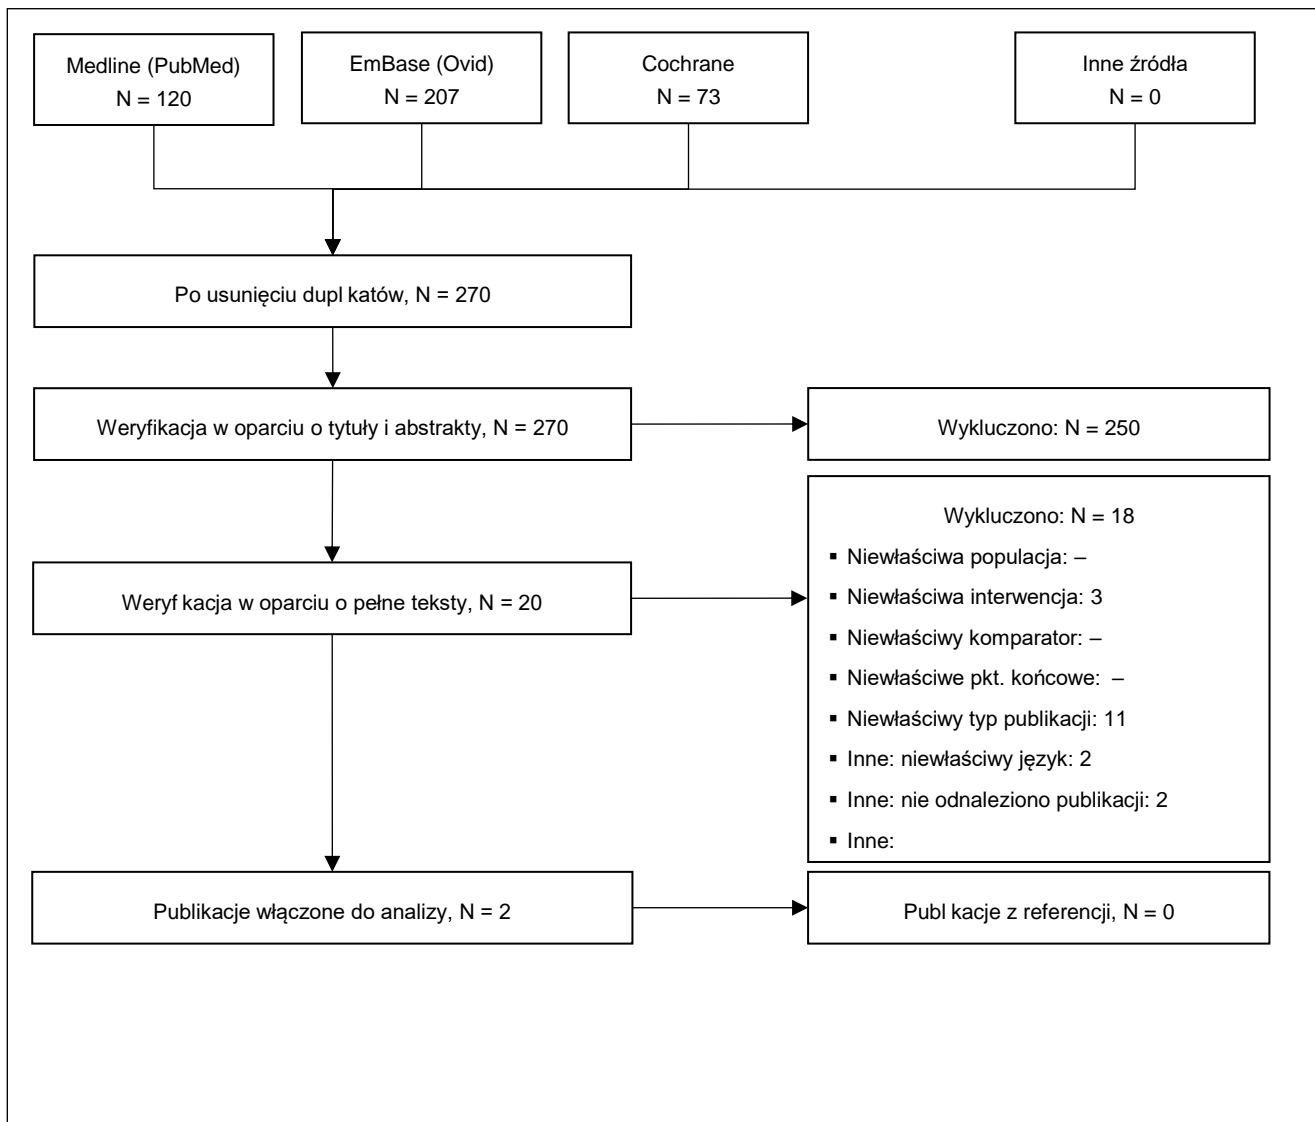 Medline (PubMed)
N = 120
EmBase (Ovid)
N = 207
Cochrane
N = 73
Inne źródła
N = 0
Po usunięciu dupl katów, N = 270
Weryfikacja w oparciu o tytuły i abstrakty, N = 270
Wykluczono: N = 250
Weryf kacja w oparciu o pełne teksty, N = 20
Wykluczono: N = 18
▪ Niewłaściwa populacja: –
▪ Niewłaściwa interwencja: 3
▪ Niewłaściwy komparator: –
▪ Niewłaściwe pkt. końcowe: –
▪ Niewłaściwy typ publikacji: 11
▪ Inne: niewłaściwy język: 2
▪ Inne: nie odnaleziono publikacji: 2
▪ Inne:
Publikacje włączone do analizy, N = 2
Publ kacje z referencji, N = 0